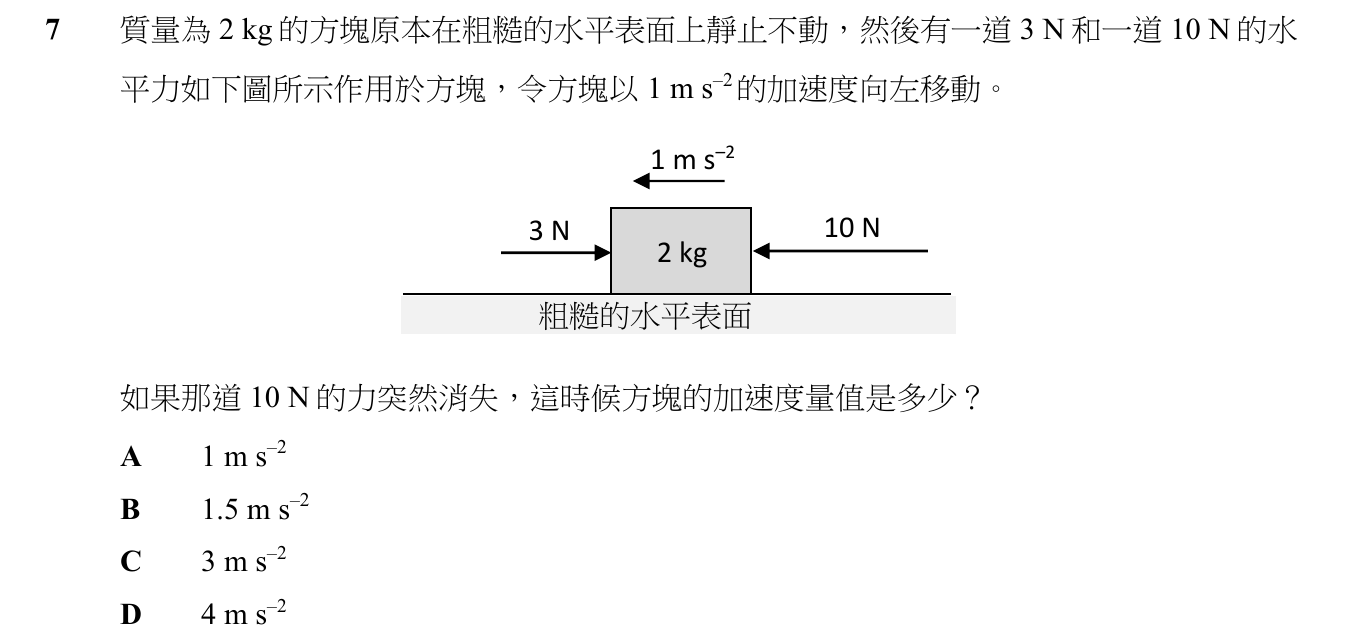 7 質量為 2 kg 的方塊原本在粗糙的水平表面上靜止不動，然後有一道 3 N 和一道 10 N 的水
平力如下圖所示作用於方塊，令方塊以 1 m s⁻² 的加速度向左移動。
1 m s⁻²
3 N
2 kg
10 N
粗糙的水平表面
如果那道 10 N 的力突然消失，這時候方塊的加速度量值是多少？
A 1 m s⁻²
B 1.5 m s⁻²
C 3 m s⁻²
D 4 m s⁻²